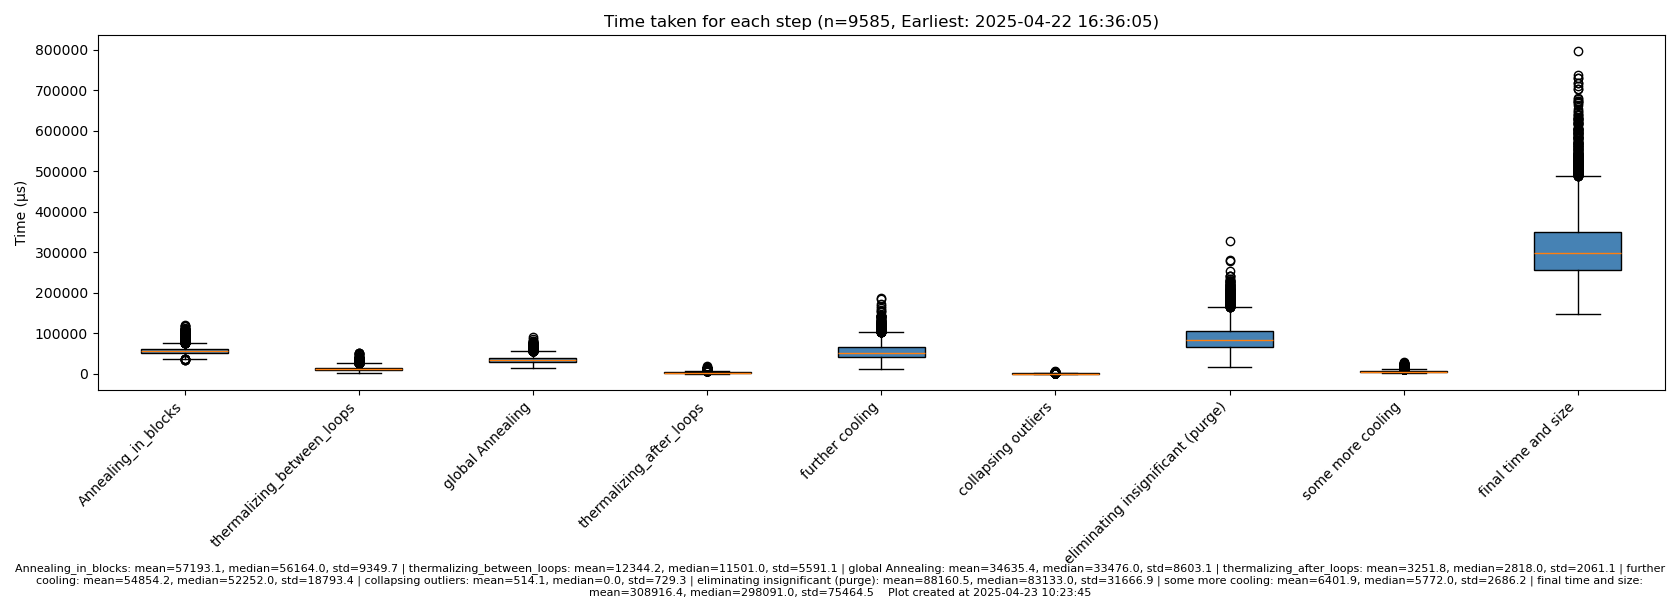 Time taken for each step (n=9585, Earliest: 2025-04-22 16:36:05)
Time (µs)
800000
700000
600000
500000
400000
300000
200000
100000
0
Annealing_in_blocks
thermalizing_between_loops
global Annealing
thermalizing_after_loops
further cooling
collapsing outliers
eliminating insignificant (purge)
some more cooling
final time and size
Annealing_in_blocks: mean=57193.1, median=56164.0, std=9349.7 | thermalizing_between_loops: mean=12344.2, median=11501.0, std=5591.1 | global Annealing: mean=34635.4, median=33476.0, std=8603.1 | thermalizing_after_loops: mean=3251.8, median=2818.0, std=2061.1 | further
cooling: mean=54854.2, median=52252.0, std=18793.4 | collapsing outliers: mean=514.1, median=0.0, std=729.3 | eliminating insignificant (purge): mean=88160.5, median=83133.0, std=31666.9 | some more cooling: mean=6401.9, median=5772.0, std=2686.2 | final time and size:
mean=308916.4, median=298091.0, std=75464.5    Plot created at 2025-04-23 10:23:45